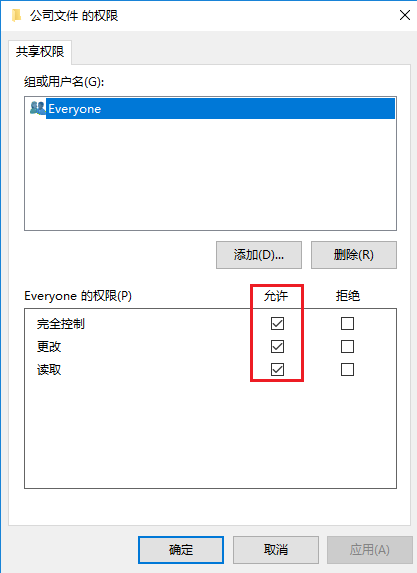 公司文件 的权限
共享权限
组或用户名(G):
Everyone
添加(D)...
删除(R)
Everyone 的权限(P)
允许
拒绝
完全控制
更改
读取
确定
取消
应用(A)